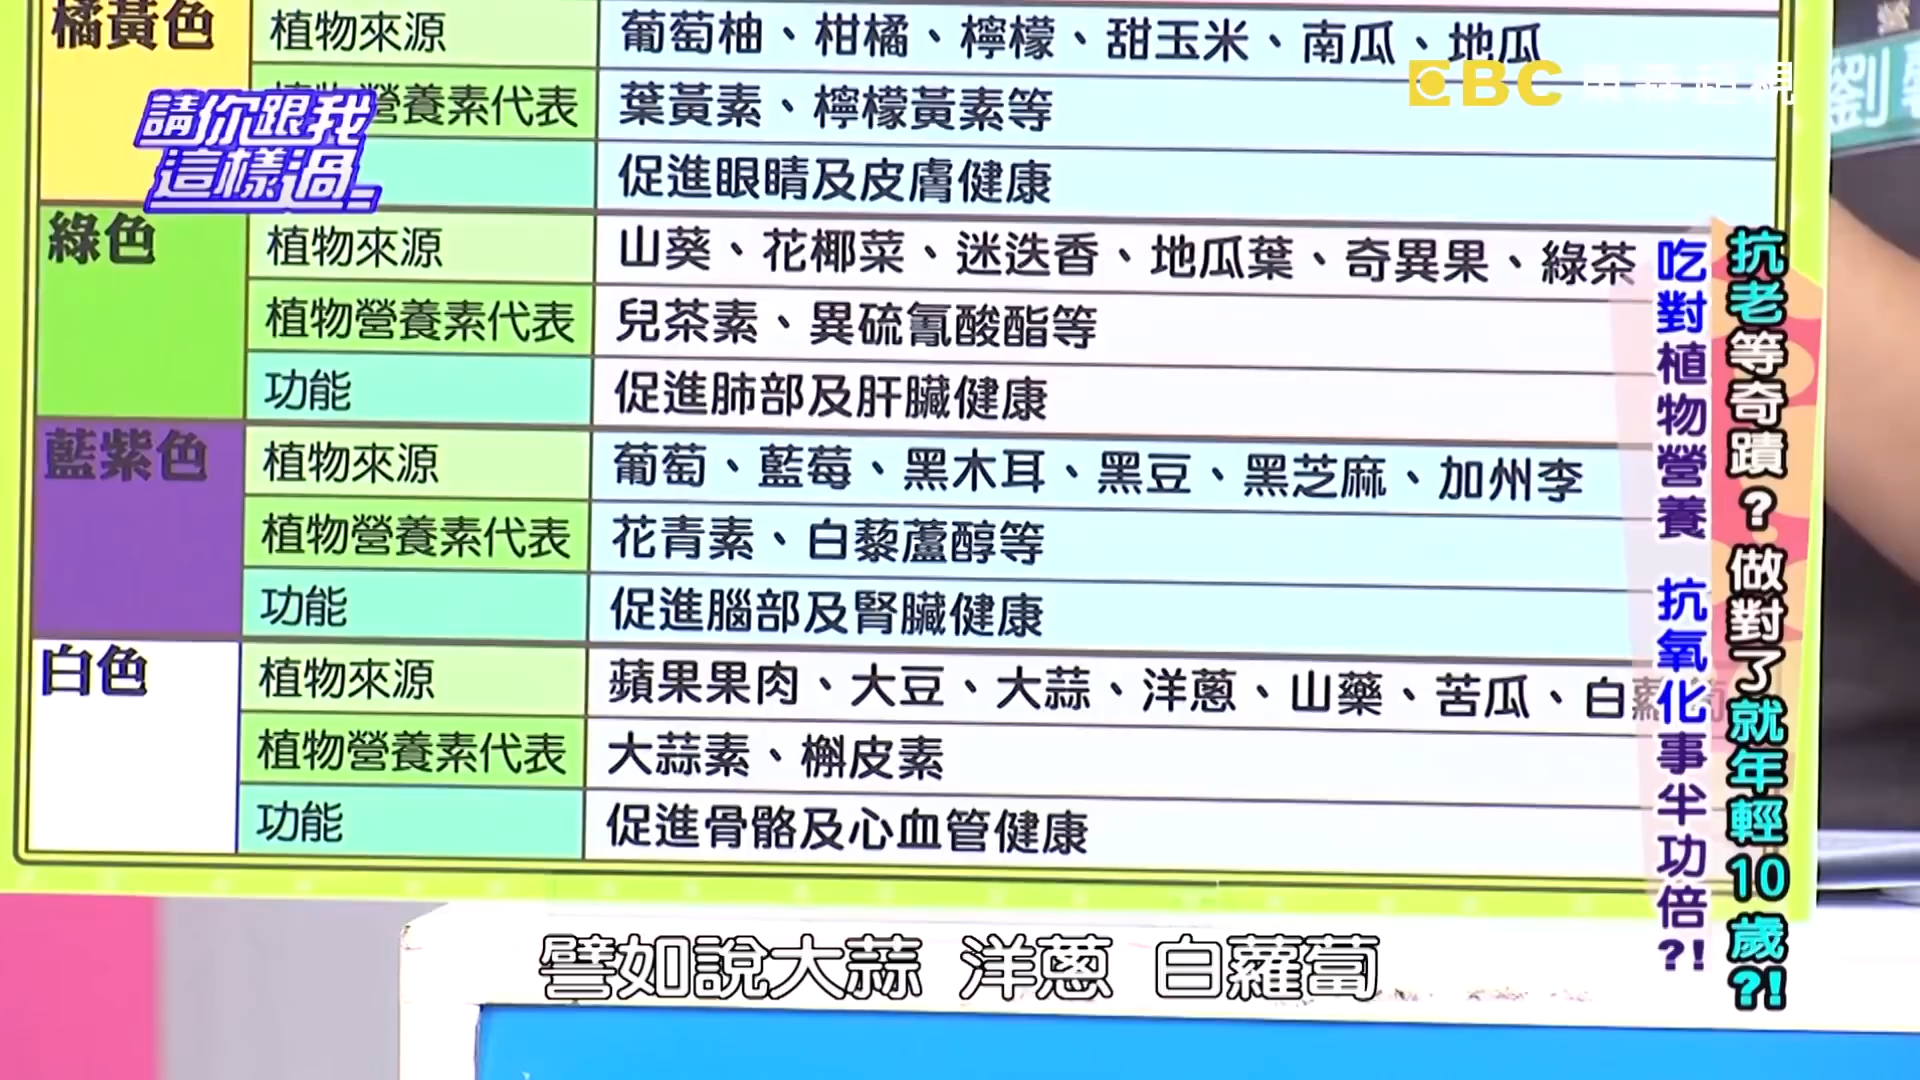 橘黃色
植物來源
葡萄柚、柑橘、檸檬、甜玉米、南瓜、地瓜
營養素代表
葉黃素、檸檬黃素等
促進眼睛及皮膚健康
綠色
植物來源
山葵、花椰菜、迷迭香、地瓜葉、奇異果、綠茶
植物營養素代表
兒茶素、異硫氰酸酯等
功能
促進肺部及肝臟健康
藍紫色
植物來源
葡萄、藍莓、黑木耳、黑豆、黑芝麻、加州李
植物營養素代表
花青素、白藜蘆醇等
功能
促進腦部及腎臟健康
白色
植物來源
蘋果果肉、大豆、大蒜、洋蔥、山藥、苦瓜、白蘿蔔
植物營養素代表
大蒜素、槲皮素
功能
促進骨骼及心血管健康
請你跟我
這樣過
EBC 東森超視
劉
抗老等奇蹟?做對了就年輕10歲?!
吃對植物營養 抗氧化事半功倍?!
譬如說大蒜 洋蔥 白蘿蔔